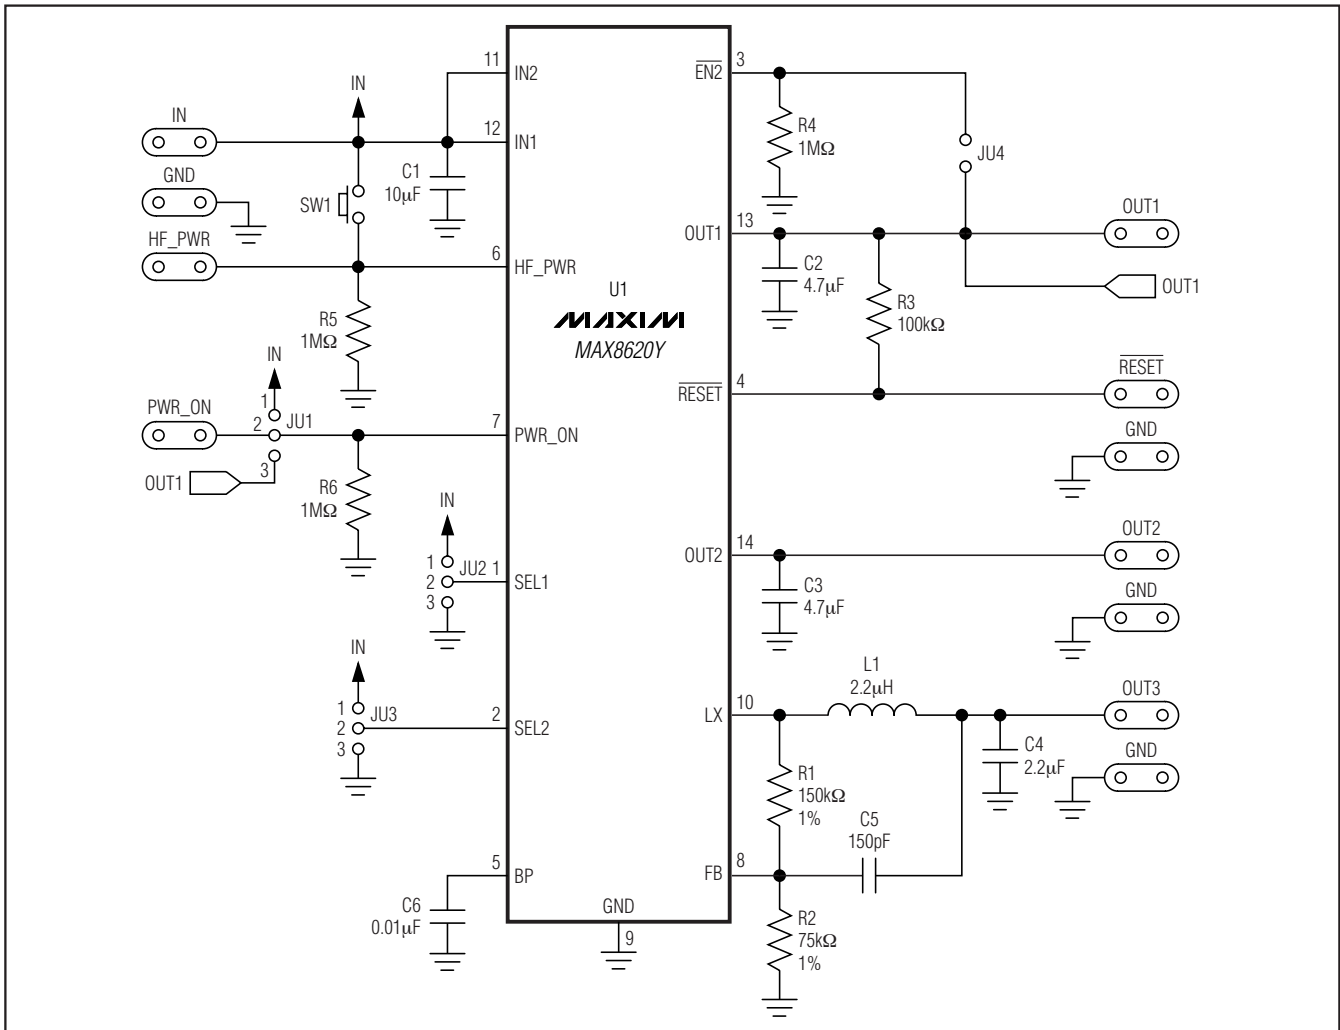 IN
GND
HF_PWR
PWR_ON
OUT1
IN
SW1
C1
10μF
R5
1MΩ
IN
1
2
3
JU1
R6
1MΩ
IN
1
2
3
JU2
IN
1
2
3
JU3
C6
0.01μF
11
IN2
12
IN1
6
HF_PWR
7
PWR_ON
1
SEL1
2
SEL2
5
BP
U1
MAXIM
MAX8620Y
GND
9
EN2
3
OUT1
13
RESET
4
OUT2
14
LX
10
FB
8
R4
1MΩ
JU4
C2
4.7μF
R3
100kΩ
OUT1
OUT1
RESET
GND
C3
4.7μF
OUT2
GND
L1
2.2μH
R1
150kΩ
1%
C5
150pF
C4
2.2μF
OUT3
GND
R2
75kΩ
1%